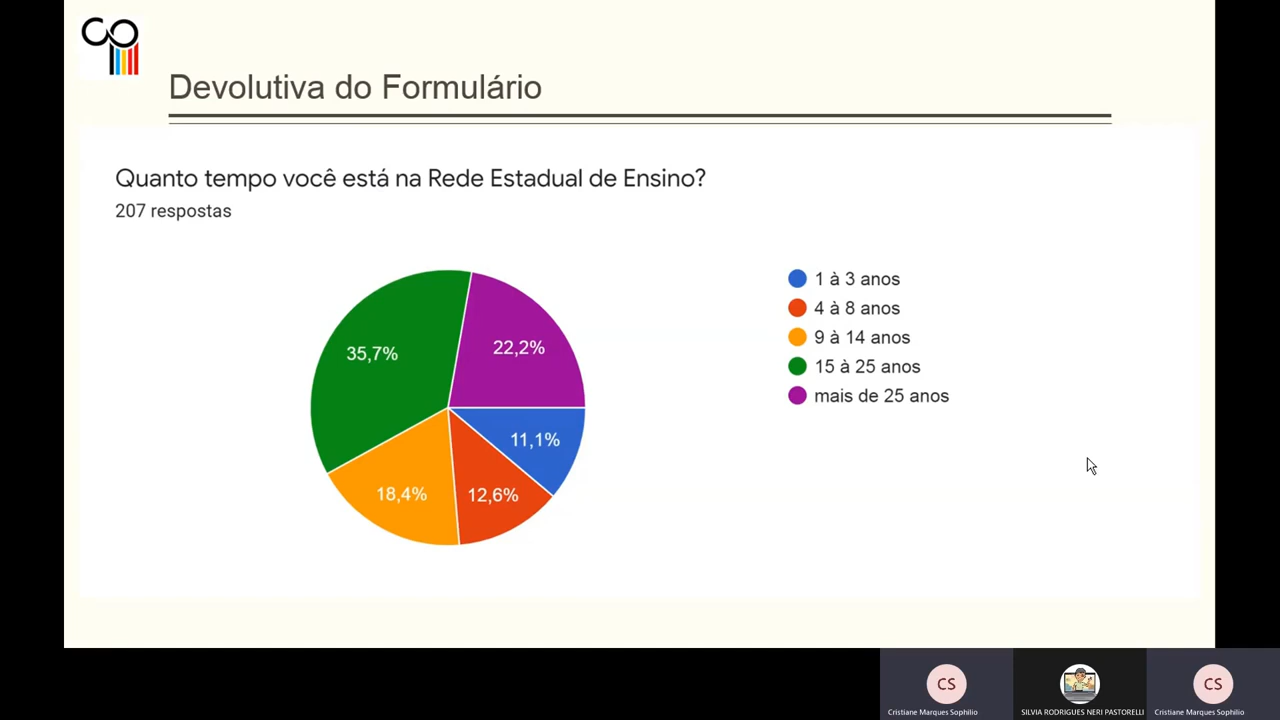 Devolutiva do Formulário
Quanto tempo você está na Rede Estadual de Ensino?
207 respostas
1 à 3 anos
4 à 8 anos
9 à 14 anos
15 à 25 anos
mais de 25 anos
35,7%
22,2%
11,1%
18,4%
12,6%
CS
CS
Cristiane Marques Sophilio
SILVIA RODRIGUES NERI PASTORELLI
Cristiane Marques Sophilio